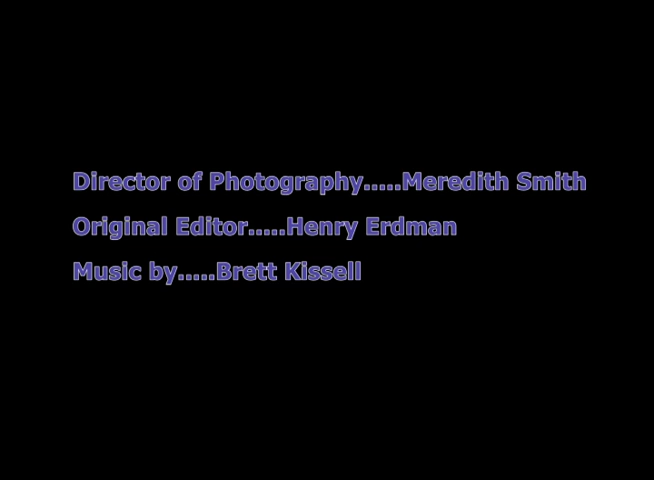 Director of Photography.....Meredith Smith
Original Editor.....Henry Erdman
Music by.....Brett Kissell